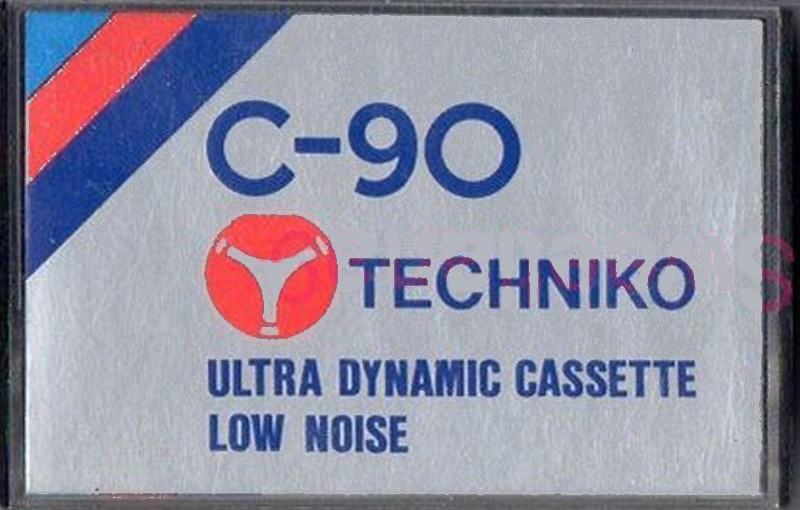 C-90
TECHNIKO
ULTRA DYNAMIC CASSETTE
LOW NOISE